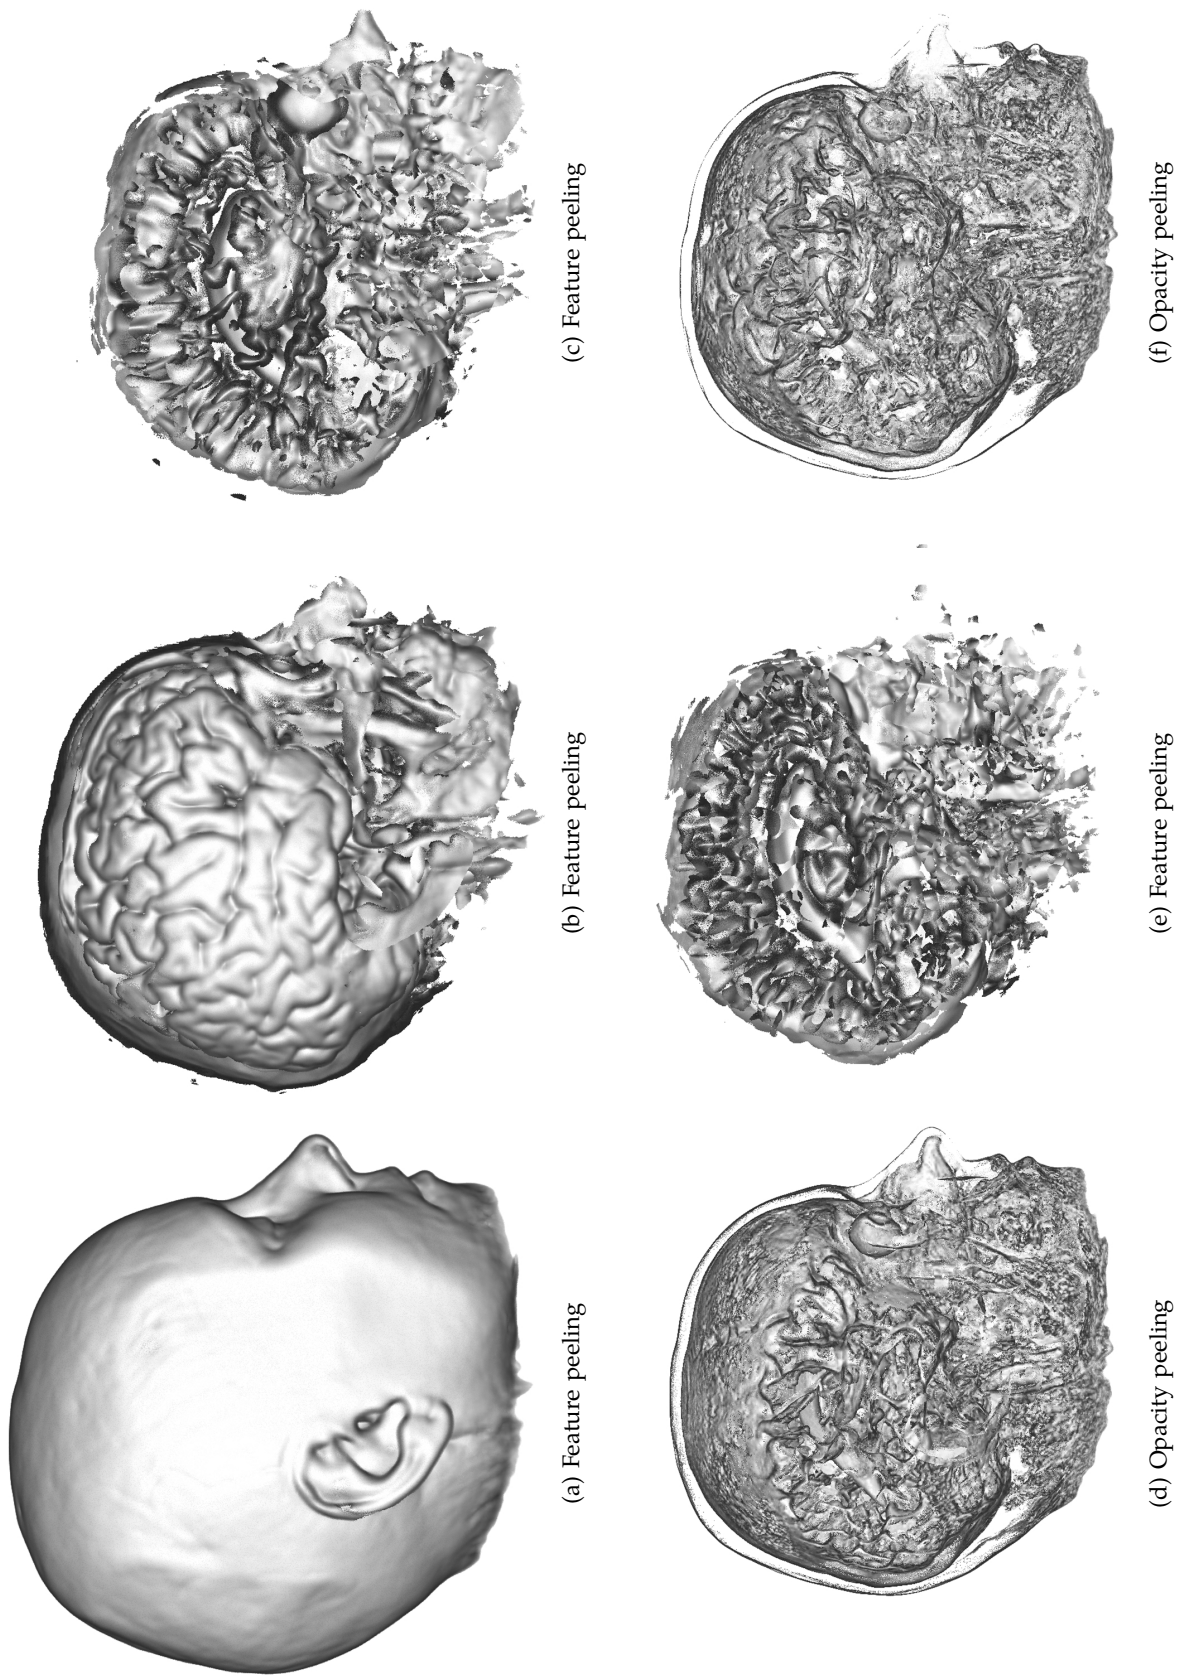 (a) Feature peeling
(b) Feature peeling
(c) Feature peeling
(d) Opacity peeling
(e) Feature peeling
(f) Opacity peeling